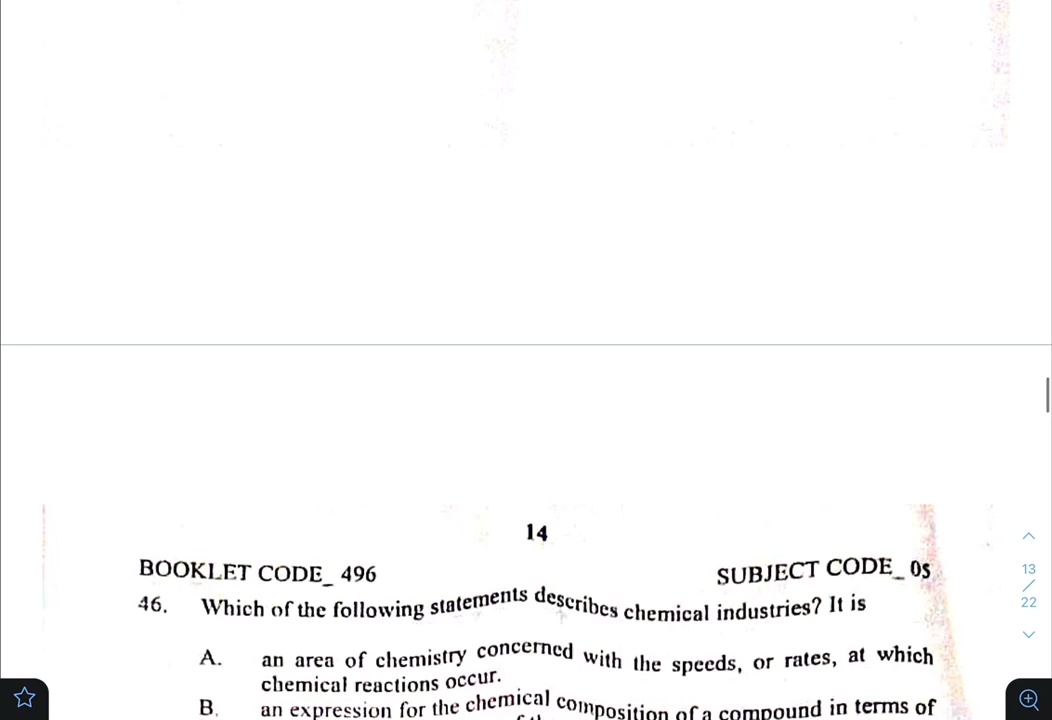 14
BOOKLET CODE_ 496
SUBJECT CODE_ 05
46. Which of the following statements describes chemical industries? It is
A. an area of chemistry concerned with the speeds, or rates, at which
chemical reactions occur.
B. an expression for the chemical composition of a compound in terms of
13
/
22